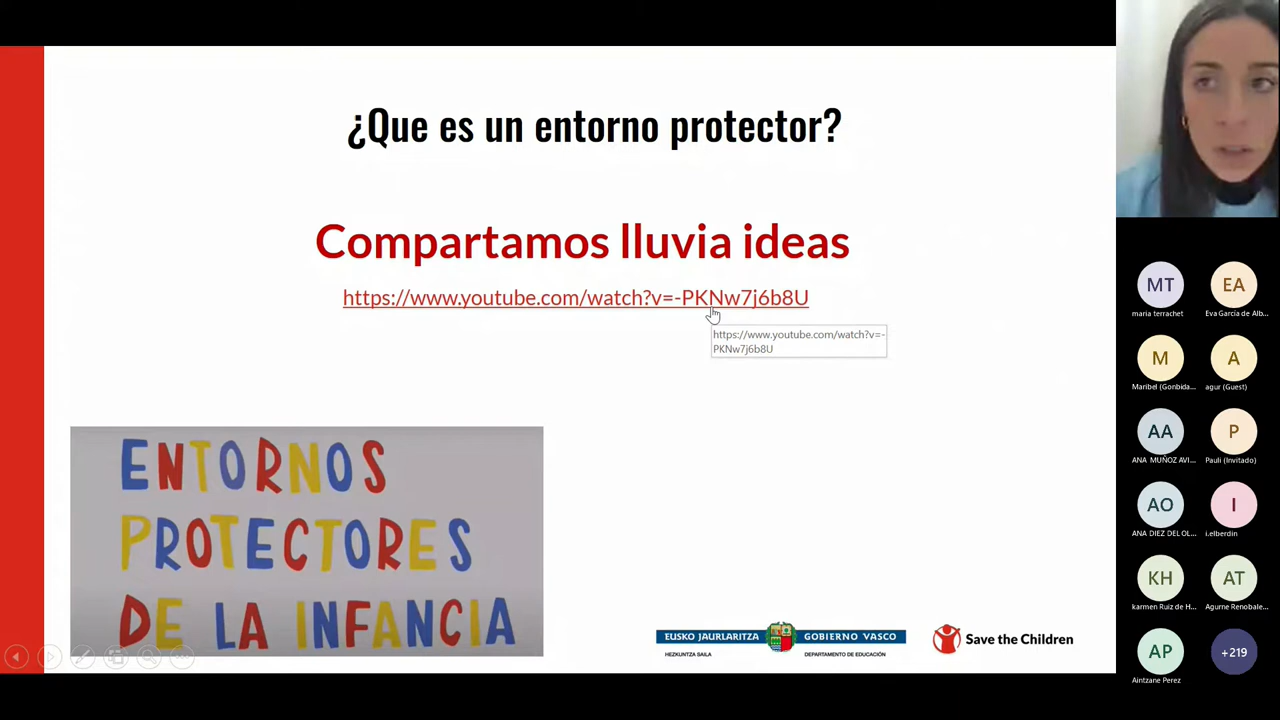 ¿Que es un entorno protector?
Compartamos lluvia ideas
https://www.youtube.com/watch?v=-PKNw7j6b8U
https://www.youtube.com/watch?v=-
PKNw7j6b8U
ENTORNOS
PROTECTORES
DE LA INFANCIA
EUSKO JAURLARITZA
GOBIERNO VASCO
HEZKUNTZA SAILA
DEPARTAMENTO DE EDUCACIÓN
Save the Children
MT
EA
maria terrachet
Eva Garcia de Alb...
M
A
Maribel (Gonbida...
agur (Guest)
AA
P
ANA MUÑOZ AVI...
Pauli (Invitado)
AO
I
ANA DIEZ DEL OL...
i.elberdin
KH
AT
karmen Ruiz de H...
Agurne Renobale...
AP
+219
Aintzane Perez